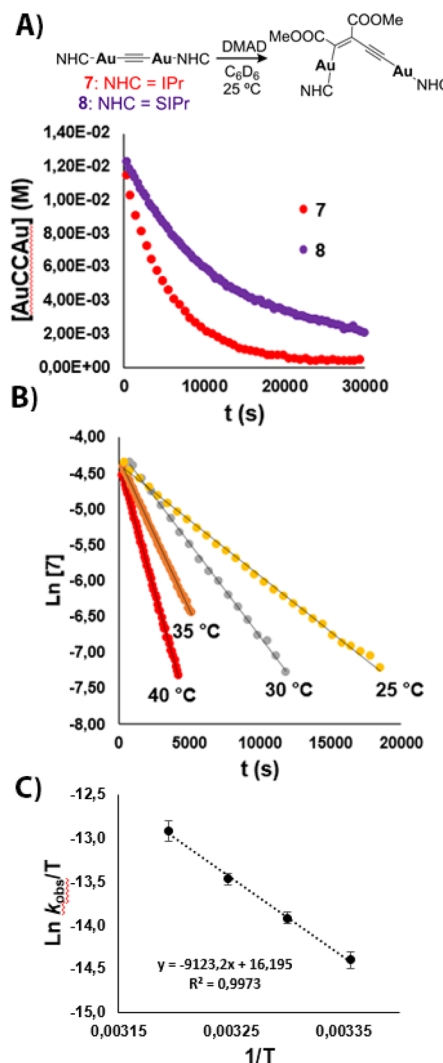 A)
COOMe
MeOOC
NHC-Au-≡-Au-NHC
DMAD
C6D6
25 ºC
Au
NHC
Au
NHC
7: NHC = IPr
8: NHC = SIPr
1,40E-02
1,20E-02
1,00E-02
8,00E-03
6,00E-03
4,00E-03
2,00E-03
0,00E+00
[AuCCAu] (M)
7
8
0
10000
20000
30000
t (s)
B)
-4,00
-4,50
-5,00
-5,50
-6,00
-6,50
-7,00
-7,50
-8,00
Ln [7]
35 °C
40 °C
30 °C
25 °C
0
5000
10000
15000
20000
t (s)
C)
-12,5
-13,0
-13,5
-14,0
-14,5
-15,0
Ln kobs/T
y = -9123,2x + 16,195
R² = 0,9973
0,00315
0,00325
0,00335
1/T